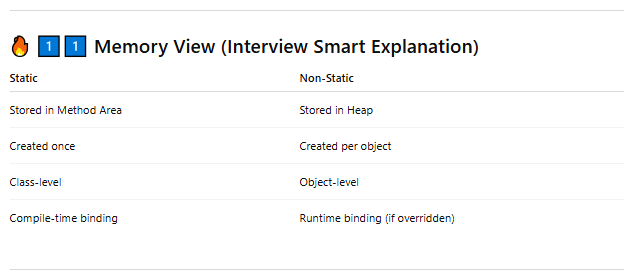 🔥 1️⃣ 1️⃣ Memory View (Interview Smart Explanation)
Static Non-Static
Stored in Method Area Stored in Heap
Created once Created per object
Class-level Object-level
Compile-time binding Runtime binding (if overridden)